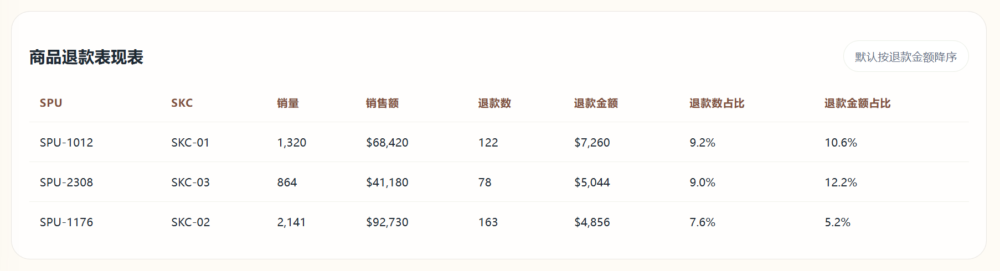 商品退款表现表
默认按退款金额降序
SPU SKC 销量 销售额 退款数 退款金额 退款数占比 退款金额占比
SPU-1012 SKC-01 1,320 $68,420 122 $7,260 9.2% 10.6%
SPU-2308 SKC-03 864 $41,180 78 $5,044 9.0% 12.2%
SPU-1176 SKC-02 2,141 $92,730 163 $4,856 7.6% 5.2%